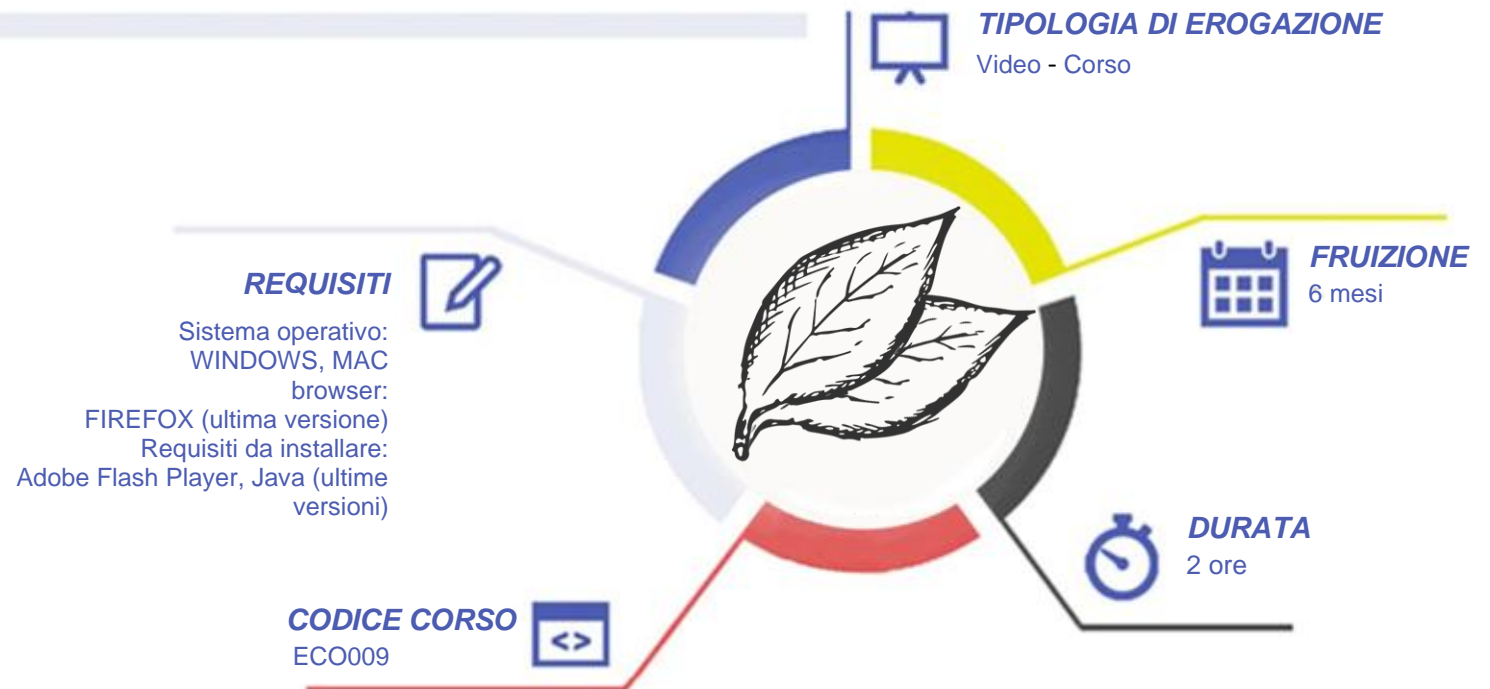 TIPOLOGIA DI EROGAZIONE
Video - Corso
FRUIZIONE
6 mesi
REQUISITI
Sistema operativo:
WINDOWS, MAC
browser:
FIREFOX (ultima versione)
Requisiti da installare:
Adobe Flash Player, Java (ultime
versioni)
DURATA
2 ore
CODICE CORSO
ECO009